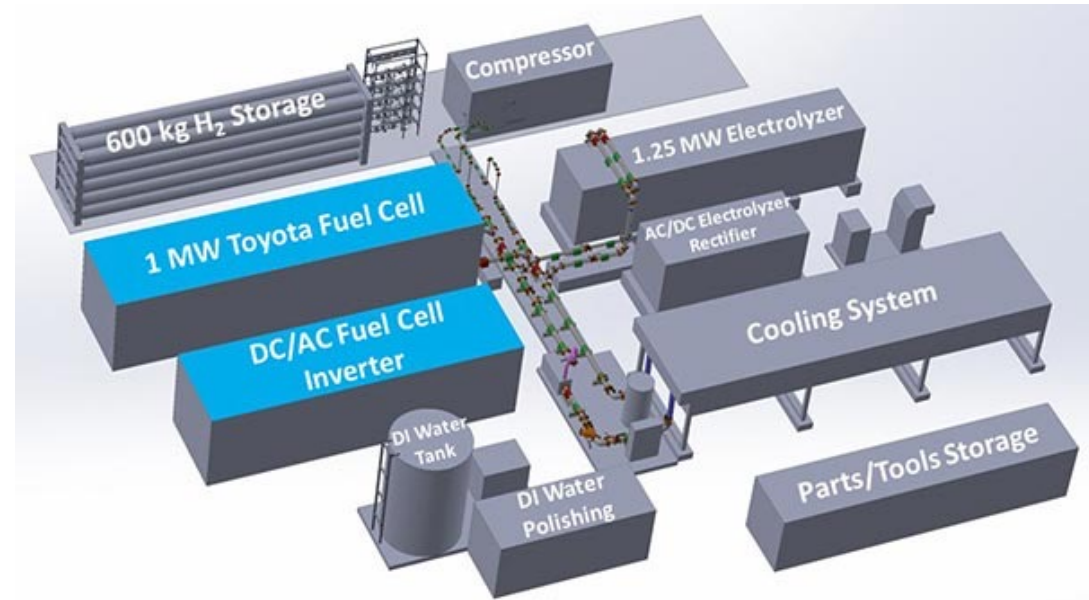 Compressor
600 kg H₂ Storage
1.25 MW Electrolyzer
1 MW Toyota Fuel Cell
AC/DC Electrolyzer
Rectifier
DC/AC Fuel Cell
Inverter
Cooling System
DI Water
Tank
DI Water
Polishing
Parts/Tools Storage